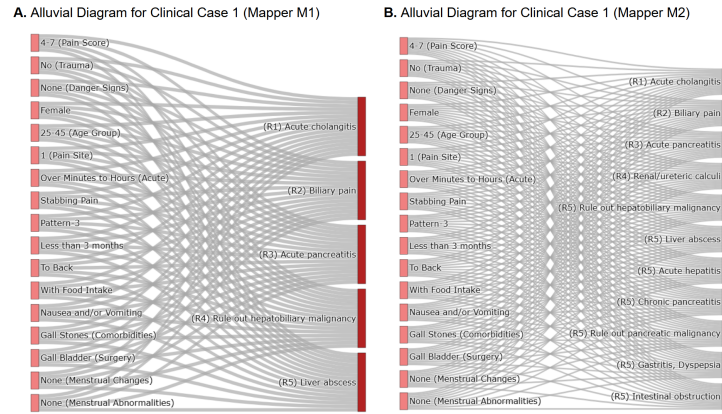 A. Alluvial Diagram for Clinical Case 1 (Mapper M1)
4-7 (Pain Score)
No (Trauma)
None (Danger Signs)
Female
25-45 (Age Group)
1 (Pain Site)
Over Minutes to Hours (Acute)
Stabbing Pain
Pattern-3
Less than 3 months
To Back
With Food Intake
Nausea and/or Vomiting
Gall Stones (Comorbidities)
Gall Bladder (Surgery)
None (Menstrual Changes)
None (Menstrual Abnormalities)
(R1) Acute cholangitis
(R2) Biliary pain
(R3) Acute pancreatitis
(R4) Rule out hepatobiliary malignancy
(R5) Liver abscess
B. Alluvial Diagram for Clinical Case 1 (Mapper M2)
4-7 (Pain Score)
No (Trauma)
None (Danger Signs)
Female
25-45 (Age Group)
1 (Pain Site)
Over Minutes to Hours (Acute)
Stabbing Pain
Pattern-3
Less than 3 months
To Back
With Food Intake
Nausea and/or Vomiting
Gall Stones (Comorbidities)
Gall Bladder (Surgery)
None (Menstrual Changes)
None (Menstrual Abnormalities)
(R1) Acute cholangitis
(R2) Biliary pain
(R3) Acute pancreatitis
(R4) Renal/ureteric calculi
(R5) Rule out hepatobiliary malignancy
(R5) Liver abscess
(R5) Acute hepatitis
(R5) Chronic pancreatitis
(R5) Rule out pancreatic malignancy
(R5) Gastritis, Dyspepsia
(R5) Intestinal obstruction